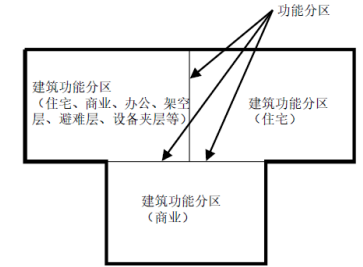 功能分区
建筑功能分区
（住宅、商业、办公、架空
层、避难层、设备夹层等）
建筑功能分区
（住宅）
建筑功能分区
（商业）